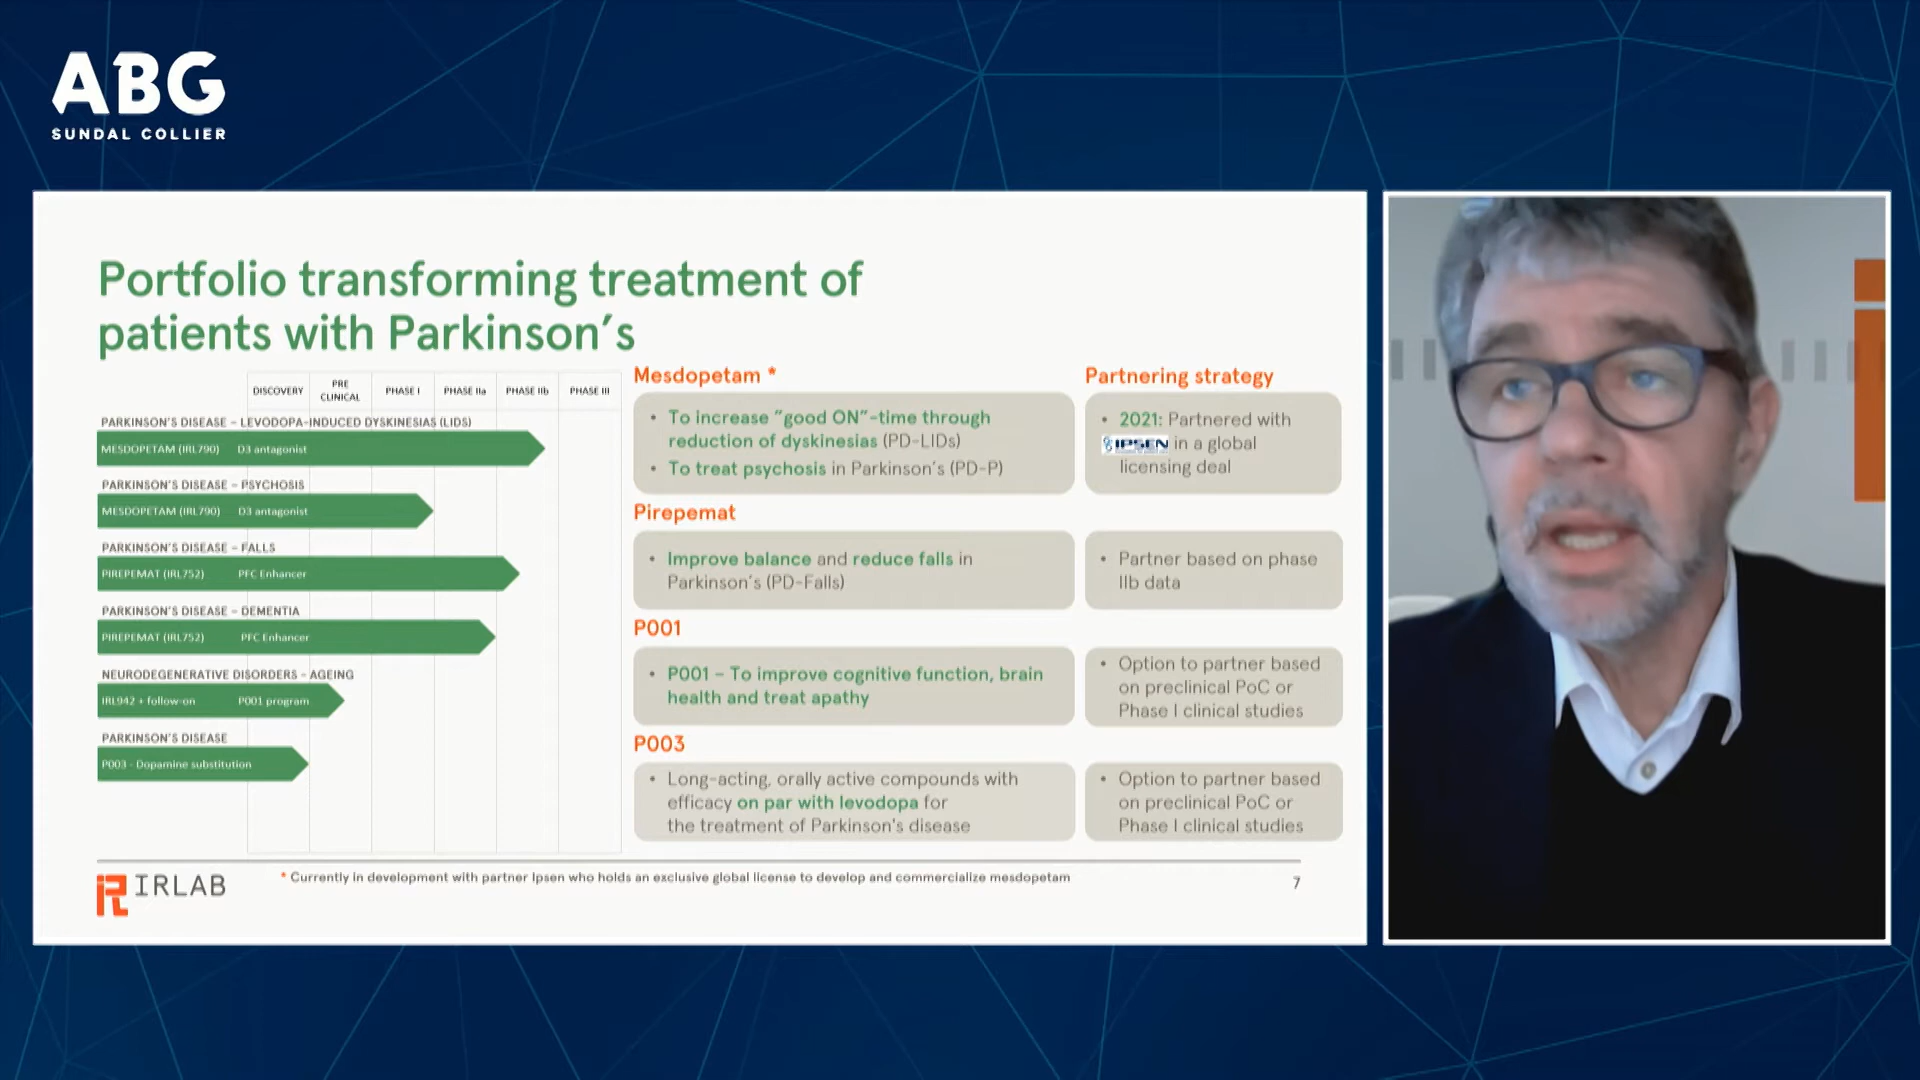 ABG
SUNDAL COLLIER
Portfolio transforming treatment of
patients with Parkinson's
DISCOVERY
PRE
CLINICAL
PHASE I
PHASE IIa
PHASE IIb
PHASE III
PARKINSON'S DISEASE - LEVODOPA-INDUCED DYSKINESIAS (LIDS)
MESDOPETAM (IRL790) D3 antagonist
PARKINSON'S DISEASE - PSYCHOSIS
MESDOPETAM (IRL790) D3 antagonist
PARKINSON'S DISEASE - FALLS
PIREPEMAT (IRL752) PFC Enhancer
PARKINSON'S DISEASE - DEMENTIA
PIREPEMAT (IRL752) PFC Enhancer
NEURODEGENERATIVE DISORDERS - AGEING
IRL942 + follow-on P001 program
PARKINSON'S DISEASE
P003 - Dopamine substitution
Mesdopetam *
• To increase "good ON"-time through
reduction of dyskinesias (PD-LIDs)
• To treat psychosis in Parkinson's (PD-P)
Partnering strategy
• 2021: Partnered with
IPSEN in a global
licensing deal
Pirepemat
• Improve balance and reduce falls in
Parkinson's (PD-Falls)
• Partner based on phase
IIb data
P001
• P001 – To improve cognitive function, brain
health and treat apathy
• Option to partner based
on preclinical PoC or
Phase I clinical studies
P003
• Long-acting, orally active compounds with
efficacy on par with levodopa for
the treatment of Parkinson's disease
• Option to partner based
on preclinical PoC or
Phase I clinical studies
IRLAB
* Currently in development with partner Ipsen who holds an exclusive global license to develop and commercialize mesdopetam
7